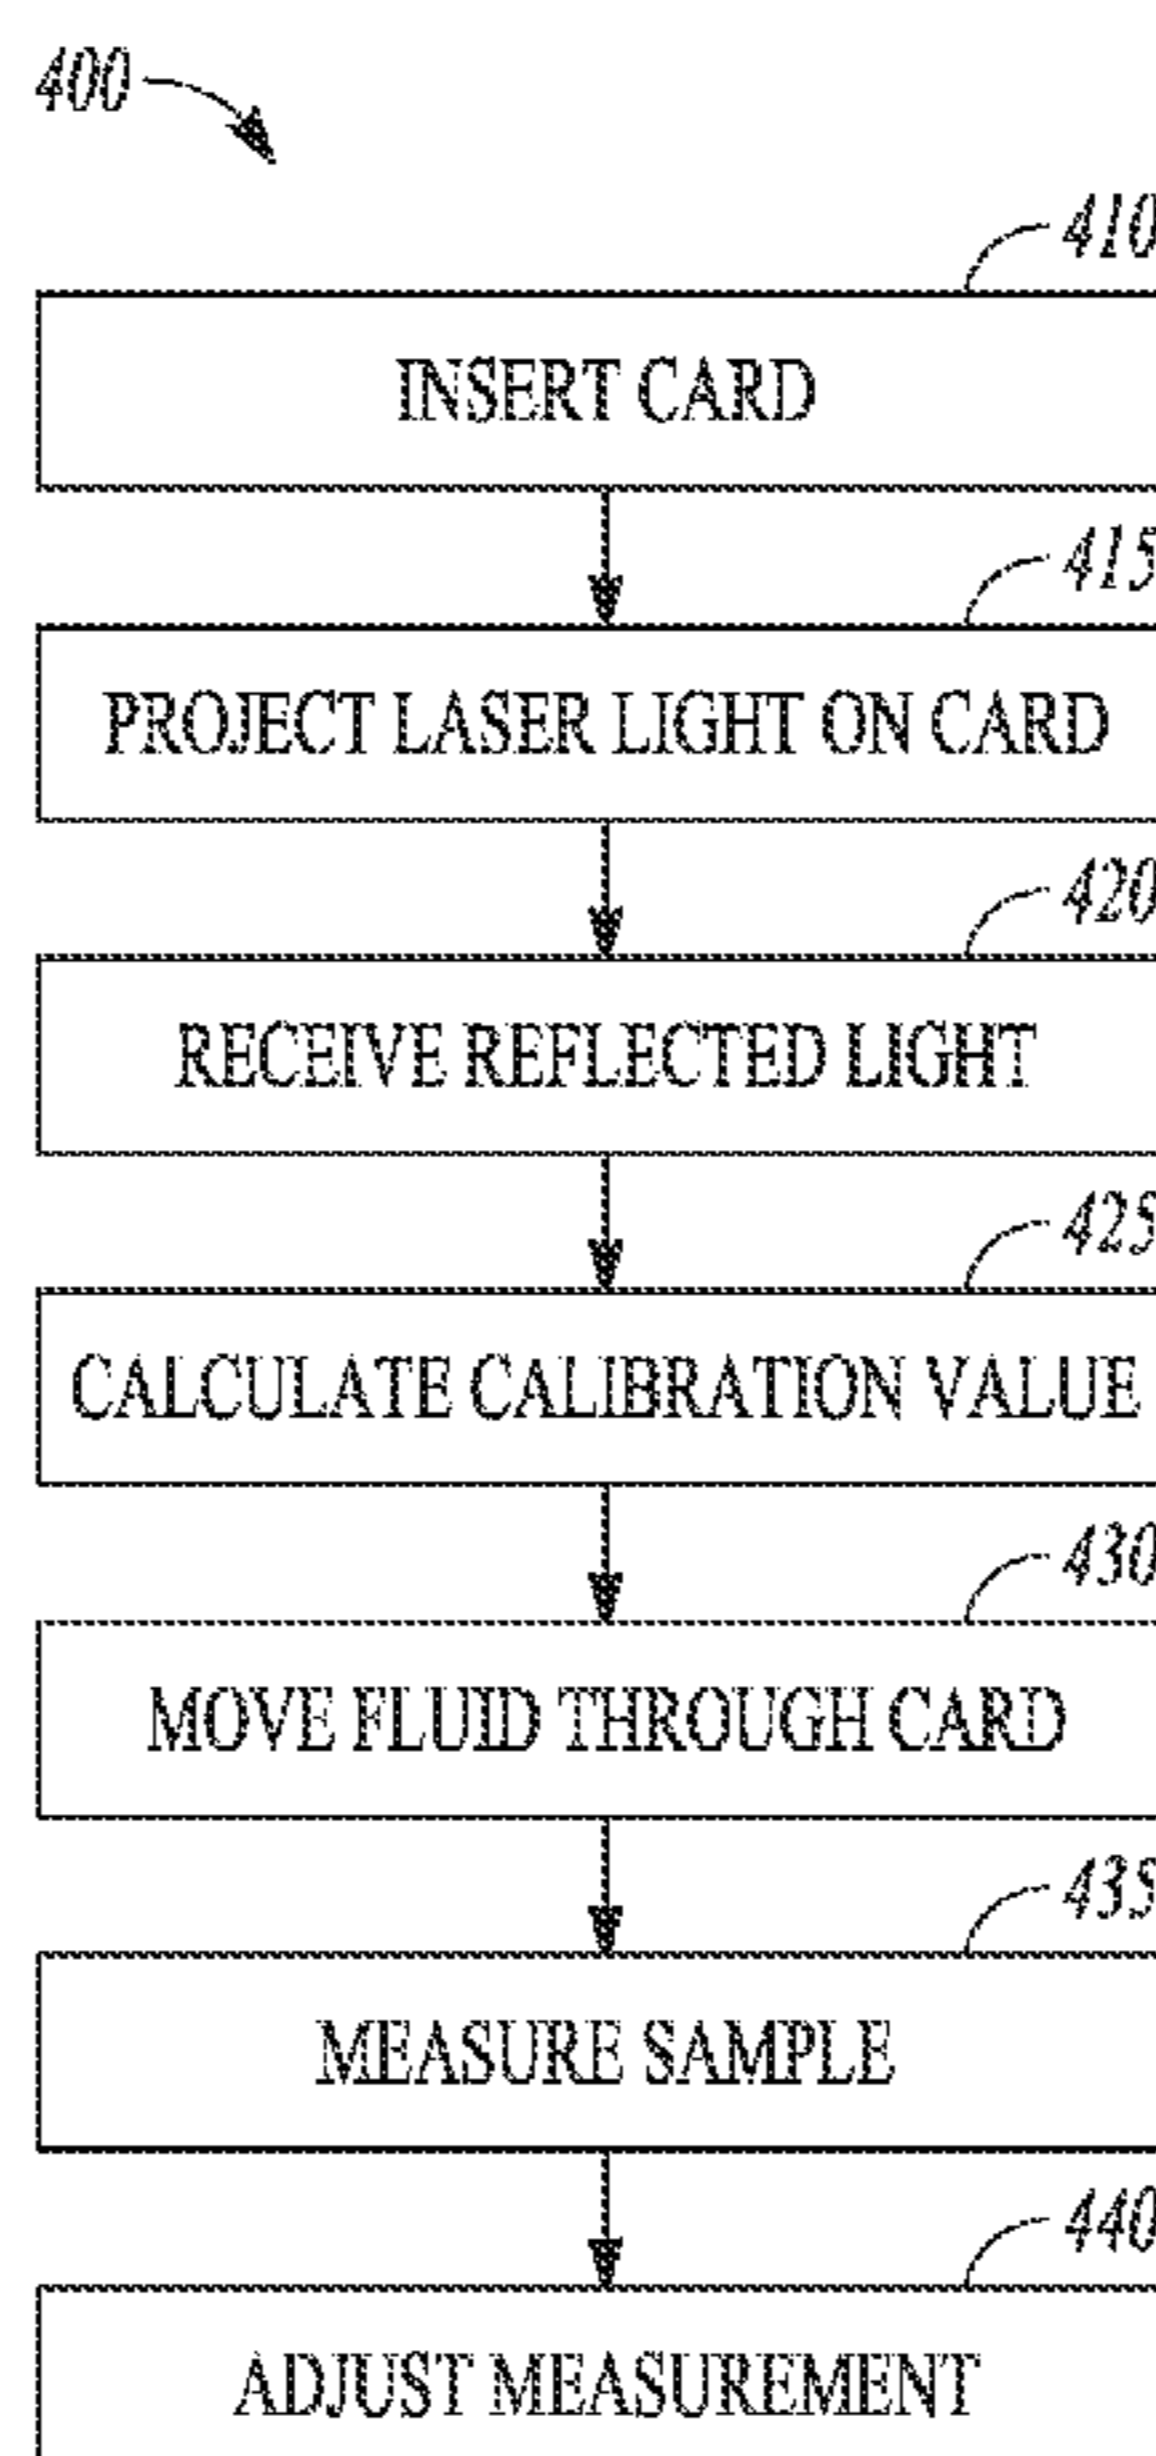 400
410
INSERT CARD
415
PROJECT LASER LIGHT ON CARD
420
RECEIVE REFLECTED LIGHT
425
CALCULATE CALIBRATION VALUE
430
MOVE FLUID THROUGH CARD
435
MEASURE SAMPLE
440
ADJUST MEASUREMENT